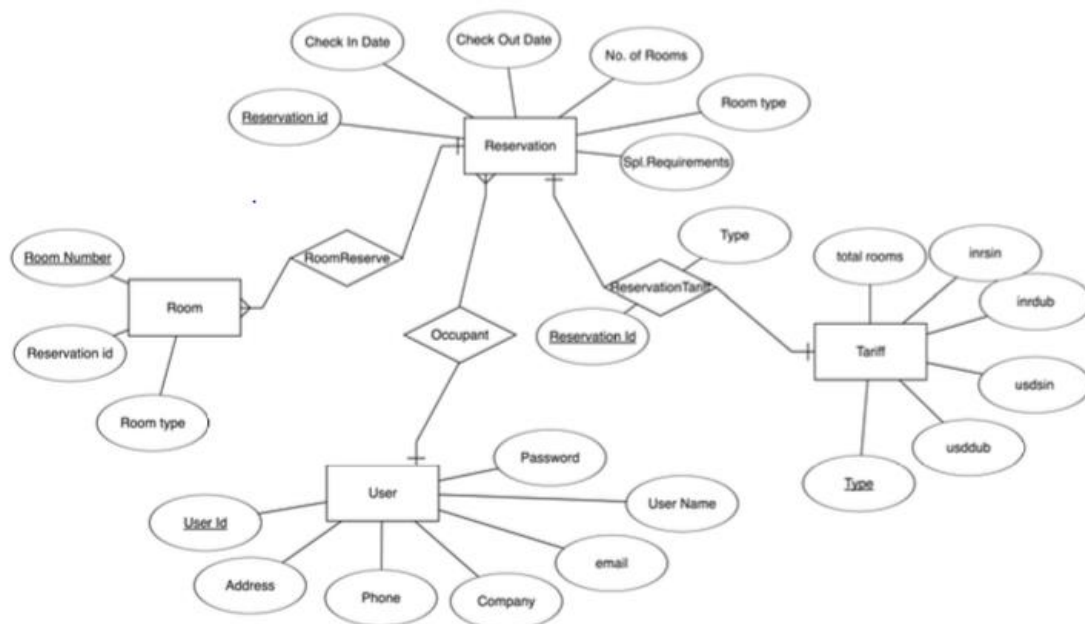 Check In Date
Check Out Date
No. of Rooms
Reservation id
Room type
Reservation
Spl.Requirements
Room Number
RoomReserve
Type
total rooms
inrsin
ReservationTariff
inrdub
Room
Occupant
Reservation Id
Reservation id
Tariff
usdsin
Room type
usddub
Password
Type
User
User Name
User Id
email
Address
Phone
Company